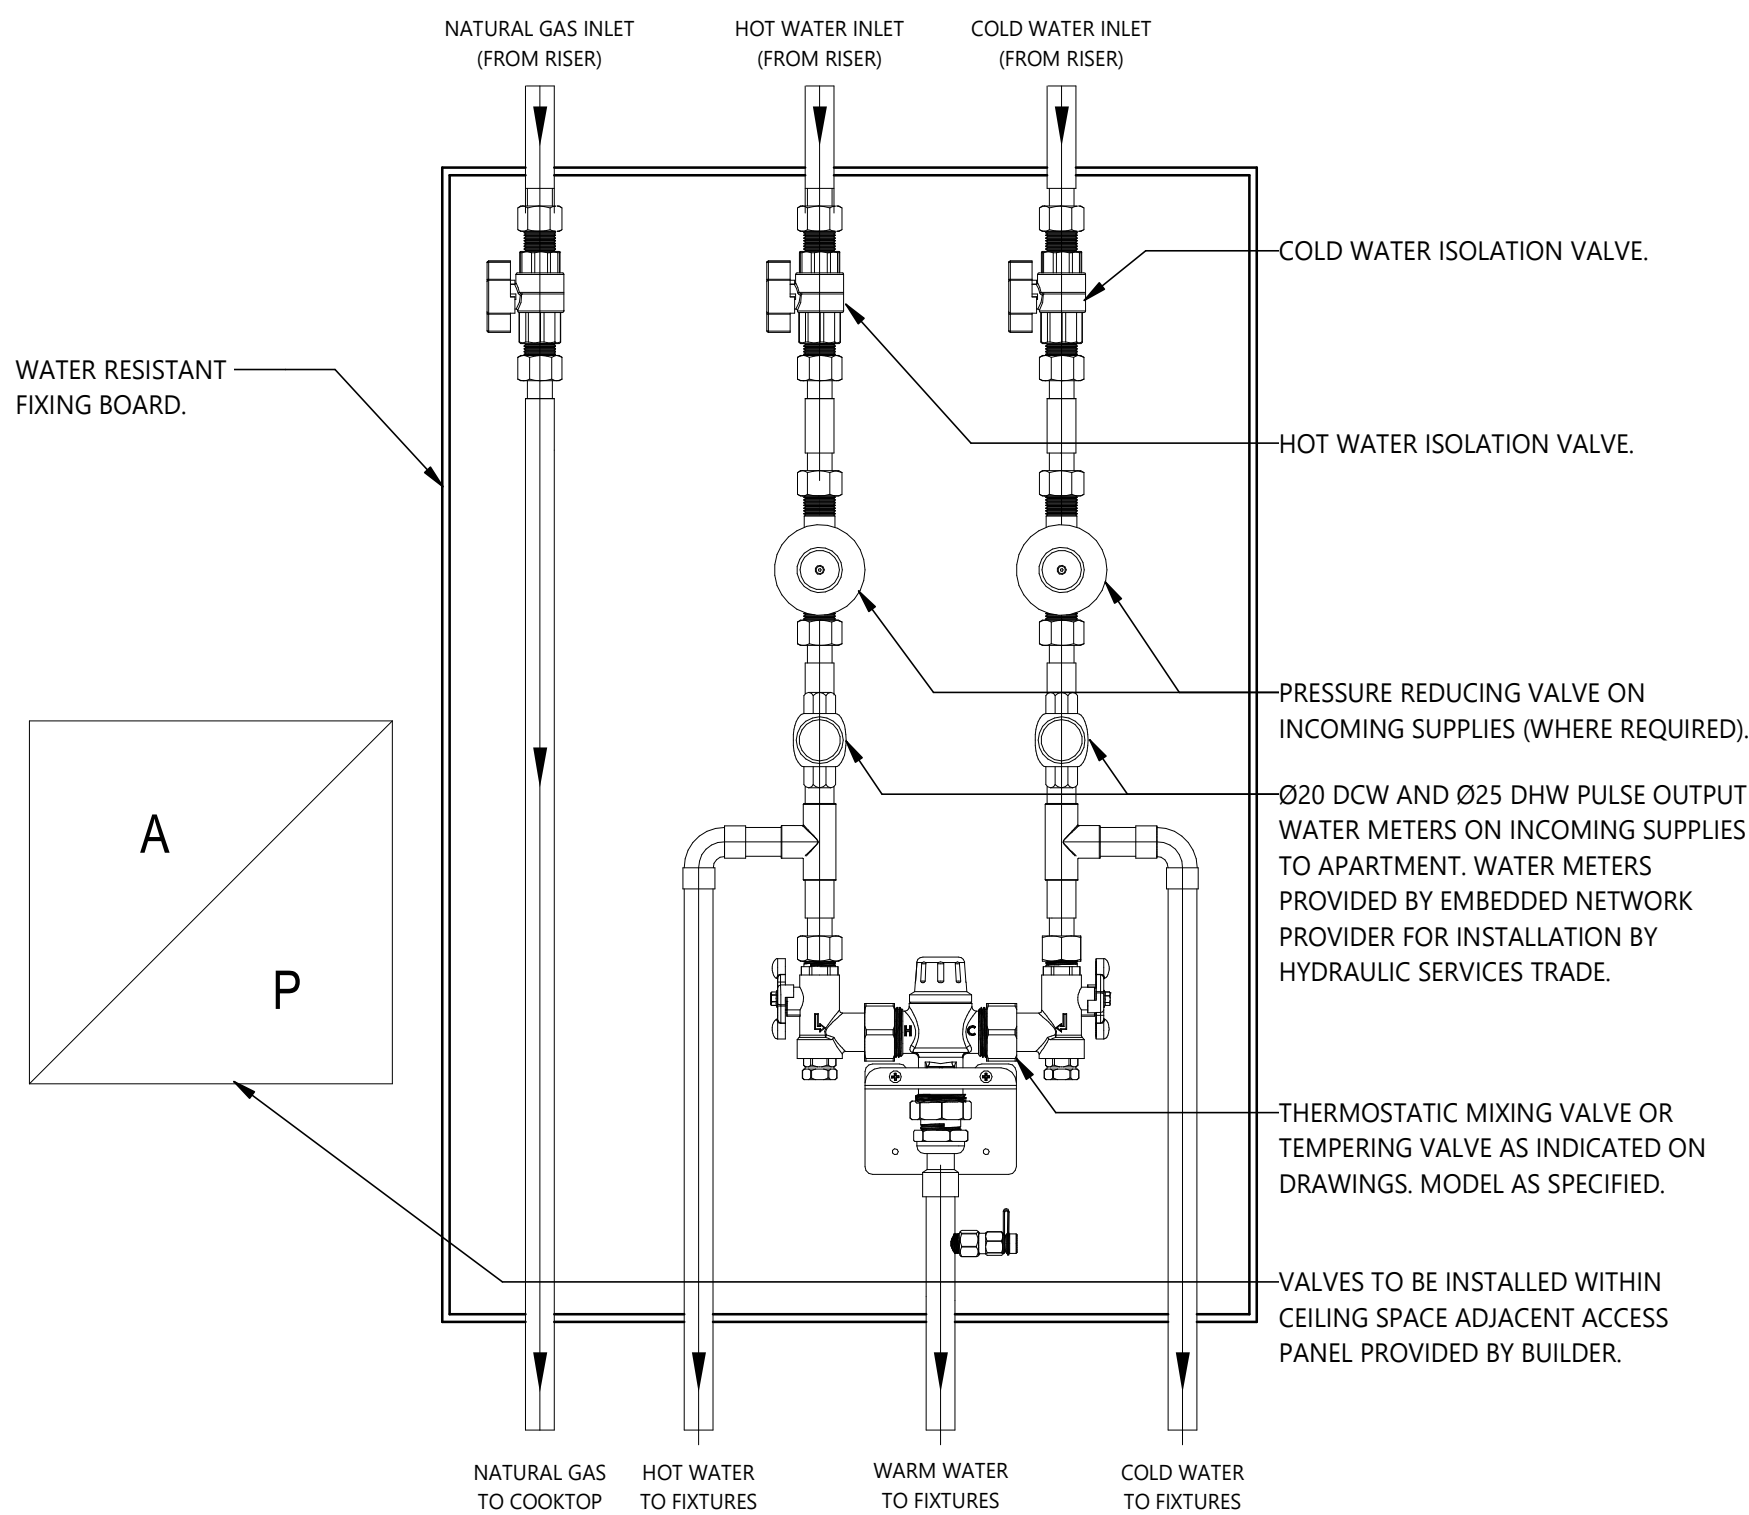 NATURAL GAS INLET
(FROM RISER)
HOT WATER INLET
(FROM RISER)
COLD WATER INLET
(FROM RISER)
COLD WATER ISOLATION VALVE.
WATER RESISTANT
FIXING BOARD.
HOT WATER ISOLATION VALVE.
PRESSURE REDUCING VALVE ON
INCOMING SUPPLIES (WHERE REQUIRED).
Ø20 DCW AND Ø25 DHW PULSE OUTPUT
WATER METERS ON INCOMING SUPPLIES
TO APARTMENT. WATER METERS
PROVIDED BY EMBEDDED NETWORK
PROVIDER FOR INSTALLATION BY
HYDRAULIC SERVICES TRADE.
A
P
H
C
THERMOSTATIC MIXING VALVE OR
TEMPERING VALVE AS INDICATED ON
DRAWINGS. MODEL AS SPECIFIED.
VALVES TO BE INSTALLED WITHIN
CEILING SPACE ADJACENT ACCESS
PANEL PROVIDED BY BUILDER.
NATURAL GAS
TO COOKTOP
HOT WATER
TO FIXTURES
WARM WATER
TO FIXTURES
COLD WATER
TO FIXTURES